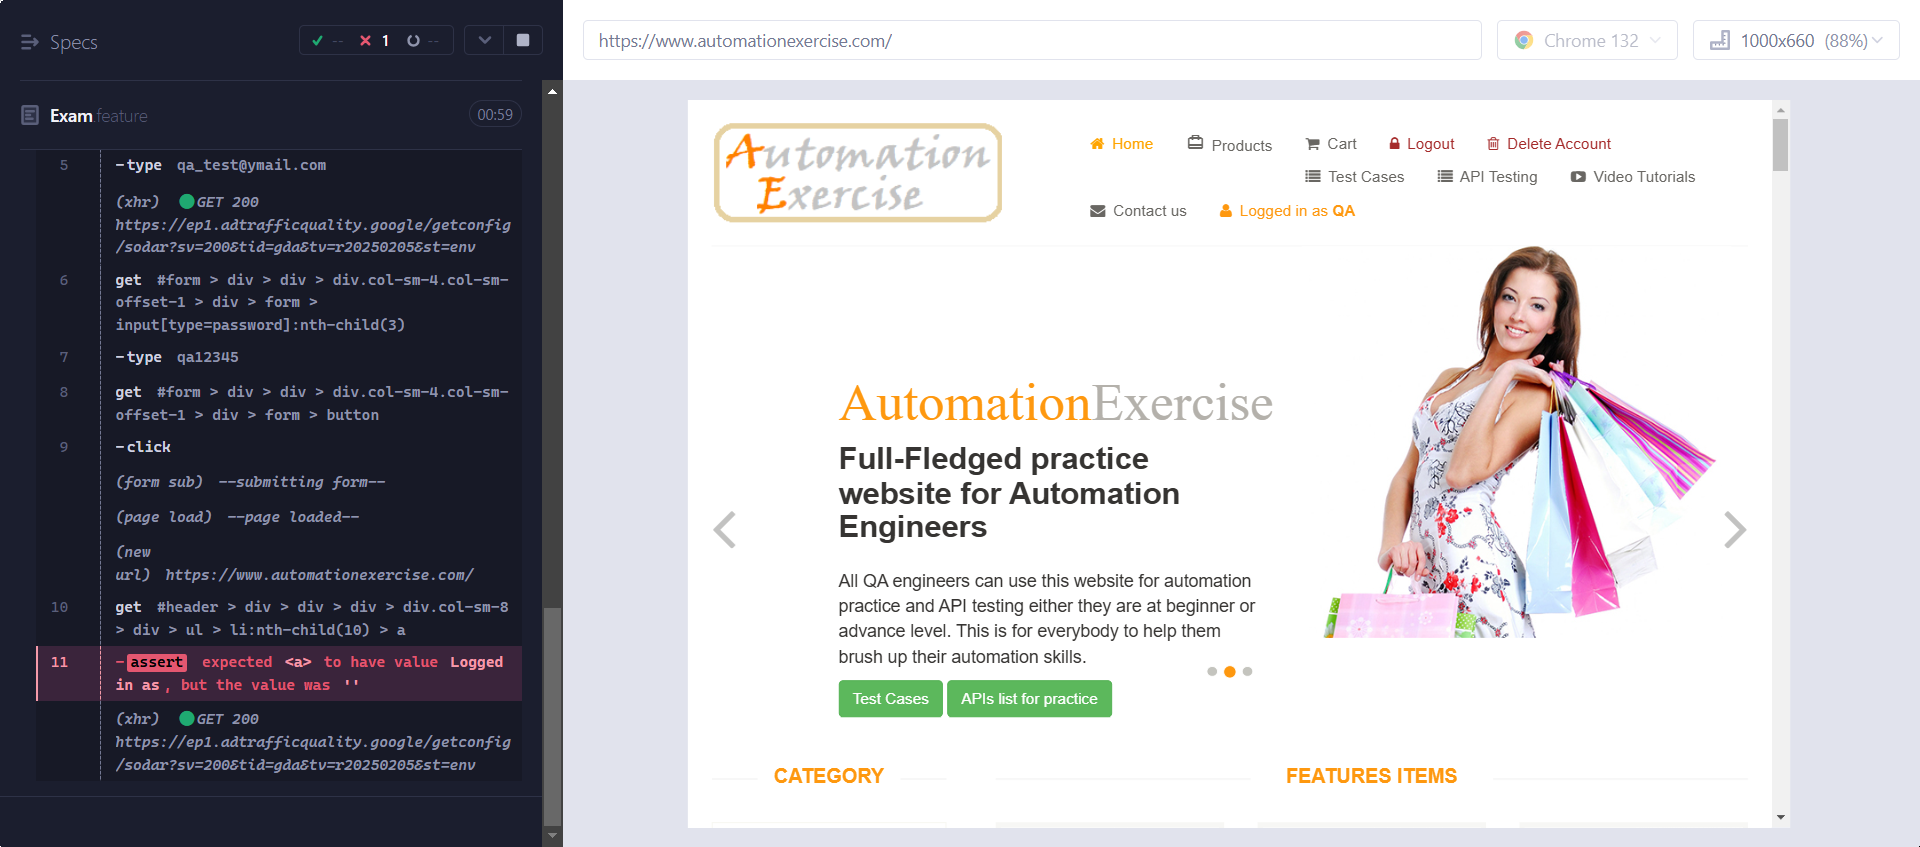 Specs
-- 1 --
Exam.feature 00:59
5 -type qa_test@ymail.com
(xhr) GET 200
https://ep1.adtrafficquality.google/getconfig
/sodar?sv=200&tid=gda&tv=r20250205&st=env
6 get #form > div > div > div.col-sm-4.col-sm-
offset-1 > div > form >
input[type=password]:nth-child(3)
7 -type qa12345
8 get #form > div > div > div.col-sm-4.col-sm-
offset-1 > div > form > button
9 -click
(form sub) --submitting form--
(page load) --page loaded--
(new
url) https://www.automationexercise.com/
10 get #header > div > div > div > div.col-sm-8
> div > ul > li:nth-child(10) > a
11 -assert expected <a> to have value Logged
in as, but the value was ''
(xhr) GET 200
https://ep1.adtrafficquality.google/getconfig
/sodar?sv=200&tid=gda&tv=r20250205&st=env
https://www.automationexercise.com/
Chrome 132
1000x660 (88%)
Automation
Exercise
Home Products Cart Logout Delete Account
Test Cases API Testing Video Tutorials
Contact us Logged in as QA
AutomationExercise
Full-Fledged practice
website for Automation
Engineers
All QA engineers can use this website for automation
practice and API testing either they are at beginner or
advance level. This is for everybody to help them
brush up their automation skills.
Test Cases APIs list for practice
CATEGORY
FEATURES ITEMS